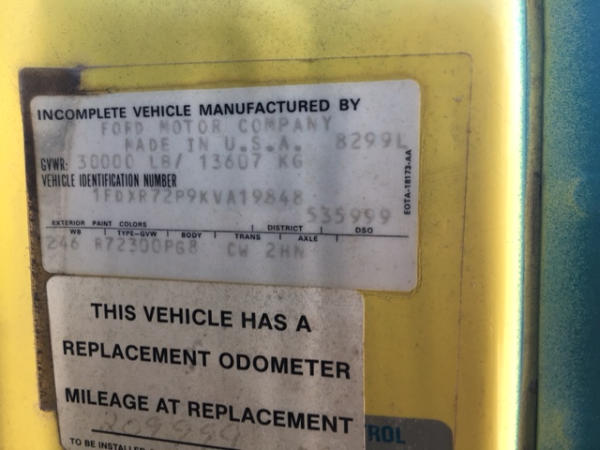 INCOMPLETE VEHICLE MANUFACTURED BY
FORD MOTOR COMPANY
MADE IN U.S.A. 8299L
GVWR: 30000 LB/ 13607 KG
VEHICLE IDENTIFICATION NUMBER
1FDXR72P9KVA19848
535999
EXTERIOR PAINT COLORS DISTRICT DSO
WB TYPE-GVW BODY TRANS AXLE
246 R72300PG8 CW 2HN
EOTA-18173-AA
THIS VEHICLE HAS A
REPLACEMENT ODOMETER
MILEAGE AT REPLACEMENT
TO BE
ROL